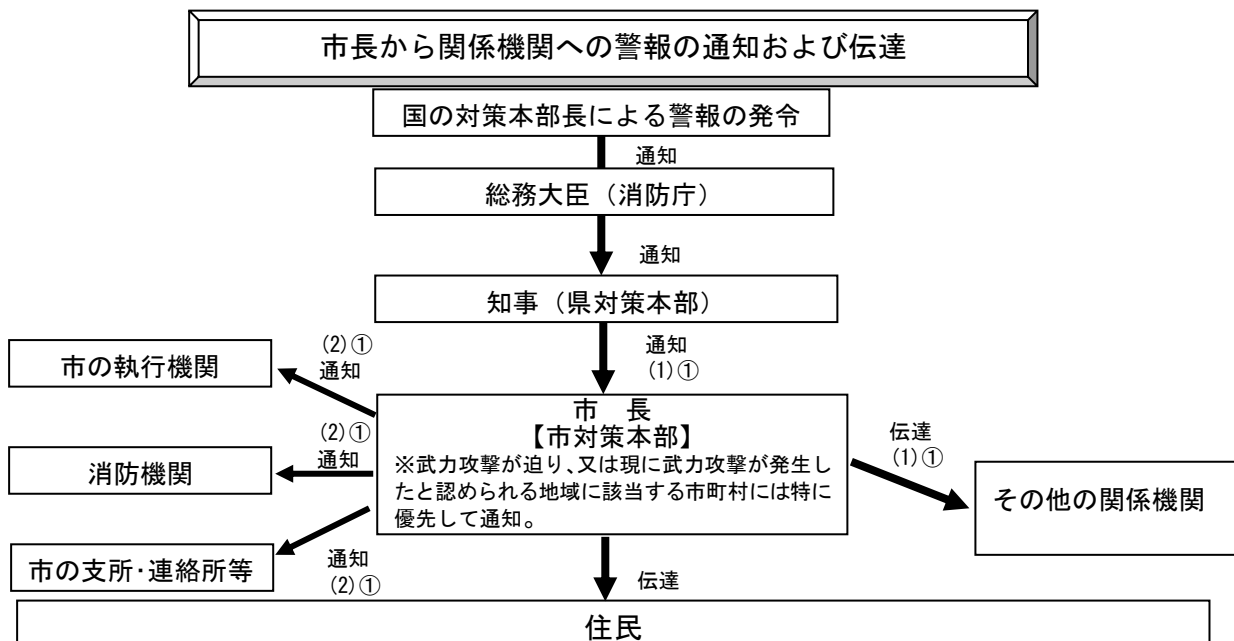 市長から関係機関への警報の通知および伝達
国の対策本部長による警報の発令
通知
総務大臣（消防庁）
通知
知事（県対策本部）
通知
(1)①
(2)①
通知
市の執行機関
市　長
【市対策本部】
※武力攻撃が迫り、又は現に武力攻撃が発生し
たと認められる地域に該当する市町村には特に
優先して通知。
(2)①
通知
消防機関
伝達
(1)①
その他の関係機関
通知
(2)①
市の支所・連絡所等
伝達
住民